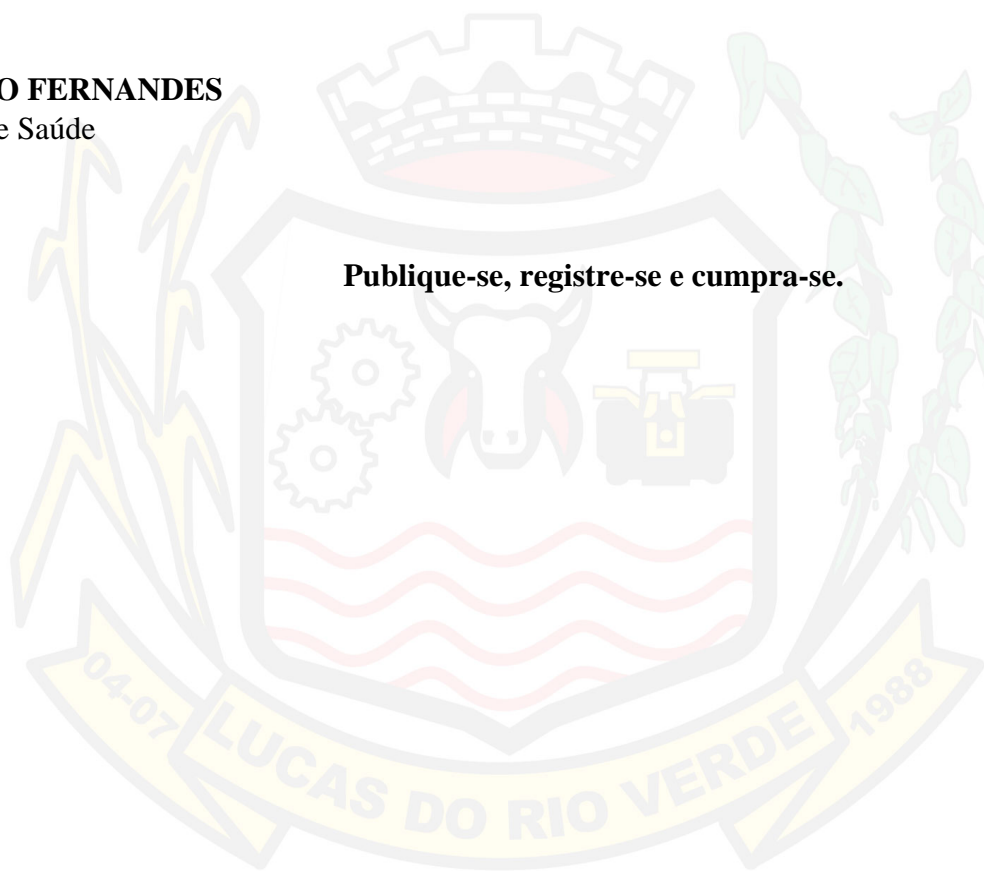 O FERNANDES
e Saúde
Publique-se, registre-se e cumpra-se.
04-07 LUCAS DO RIO VERDE 1988